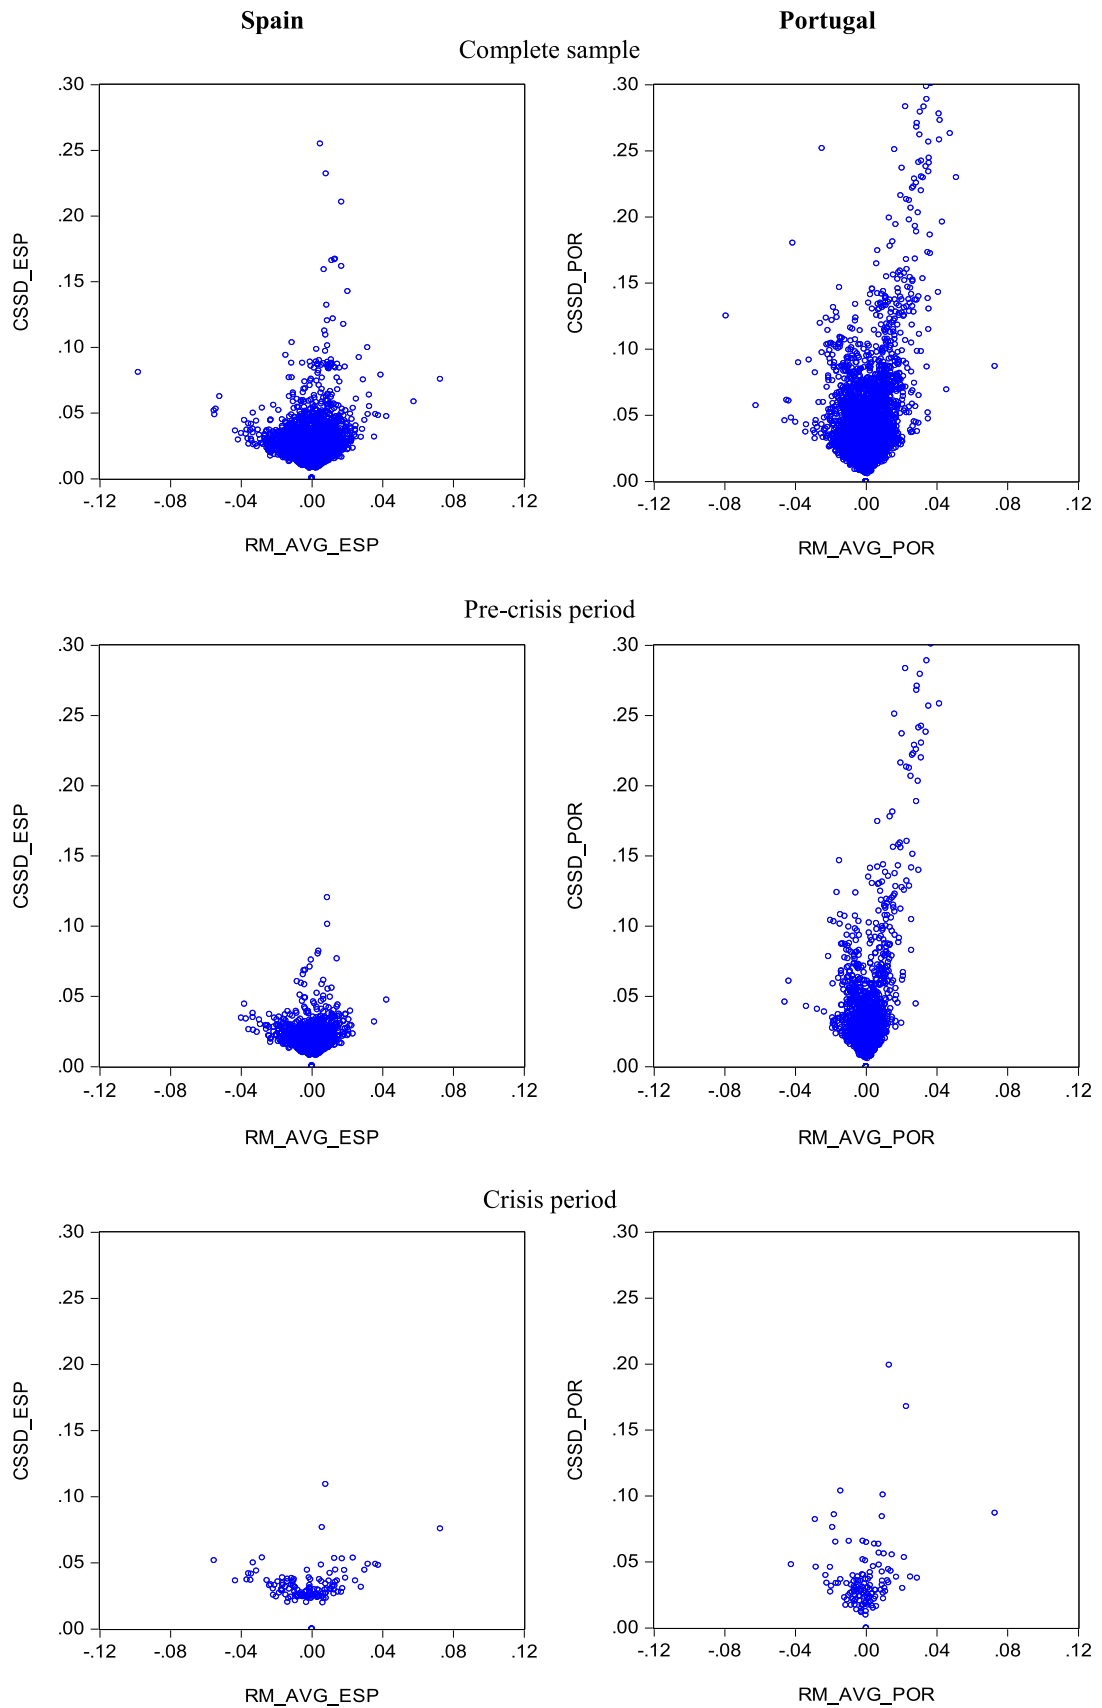 Spain Portugal
Complete sample
.30 .30
.25 .25
.20 .20
CSSD_ESP CSSD_POR
.15 .15
.10 .10
.05 .05
.00 .00
-.12 -.08 -.04 .00 .04 .08 .12 -.12 -.08 -.04 .00 .04 .08 .12
RM_AVG_ESP RM_AVG_POR
Pre-crisis period
.30 .30
.25 .25
.20 .20
CSSD_ESP CSSD_POR
.15 .15
.10 .10
.05 .05
.00 .00
-.12 -.08 -.04 .00 .04 .08 .12 -.12 -.08 -.04 .00 .04 .08 .12
RM_AVG_ESP RM_AVG_POR
Crisis period
.30 .30
.25 .25
.20 .20
CSSD_ESP CSSD_POR
.15 .15
.10 .10
.05 .05
.00 .00
-.12 -.08 -.04 .00 .04 .08 .12 -.12 -.08 -.04 .00 .04 .08 .12
RM_AVG_ESP RM_AVG_POR